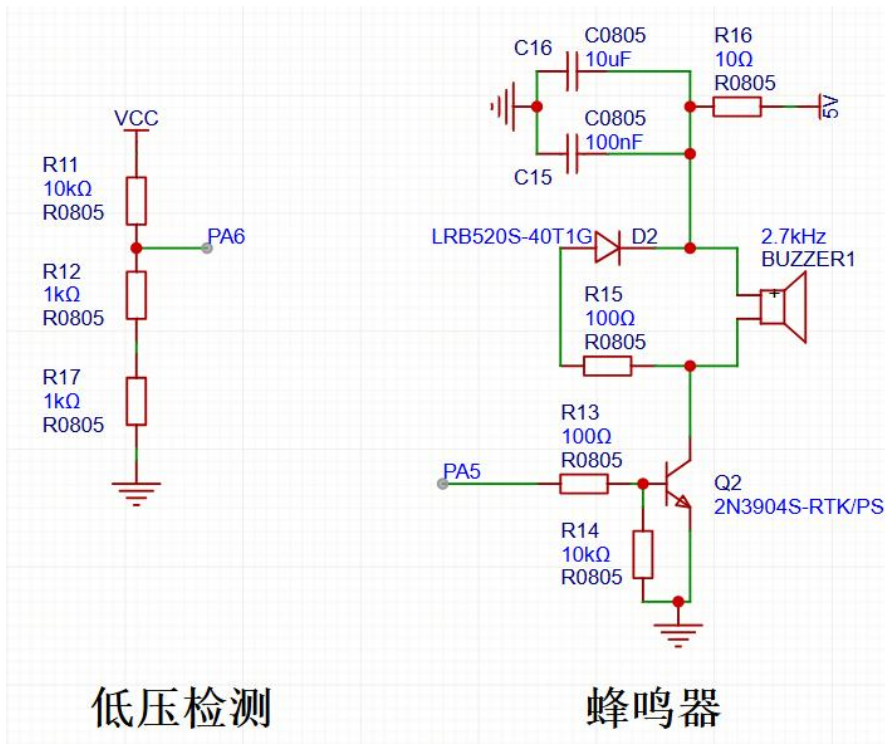 VCC
R11
10kΩ
R0805
PA6
R12
1kΩ
R0805
R17
1kΩ
R0805
低压检测
C16
C0805
10uF
C0805
100nF
C15
R16
10Ω
R0805
5V
LRB520S-40T1G
D2
2.7kHz
BUZZER1
+
R15
100Ω
R0805
R13
100Ω
R0805
PA5
Q2
2N3904S-RTK/PS
R14
10kΩ
R0805
蜂鸣器